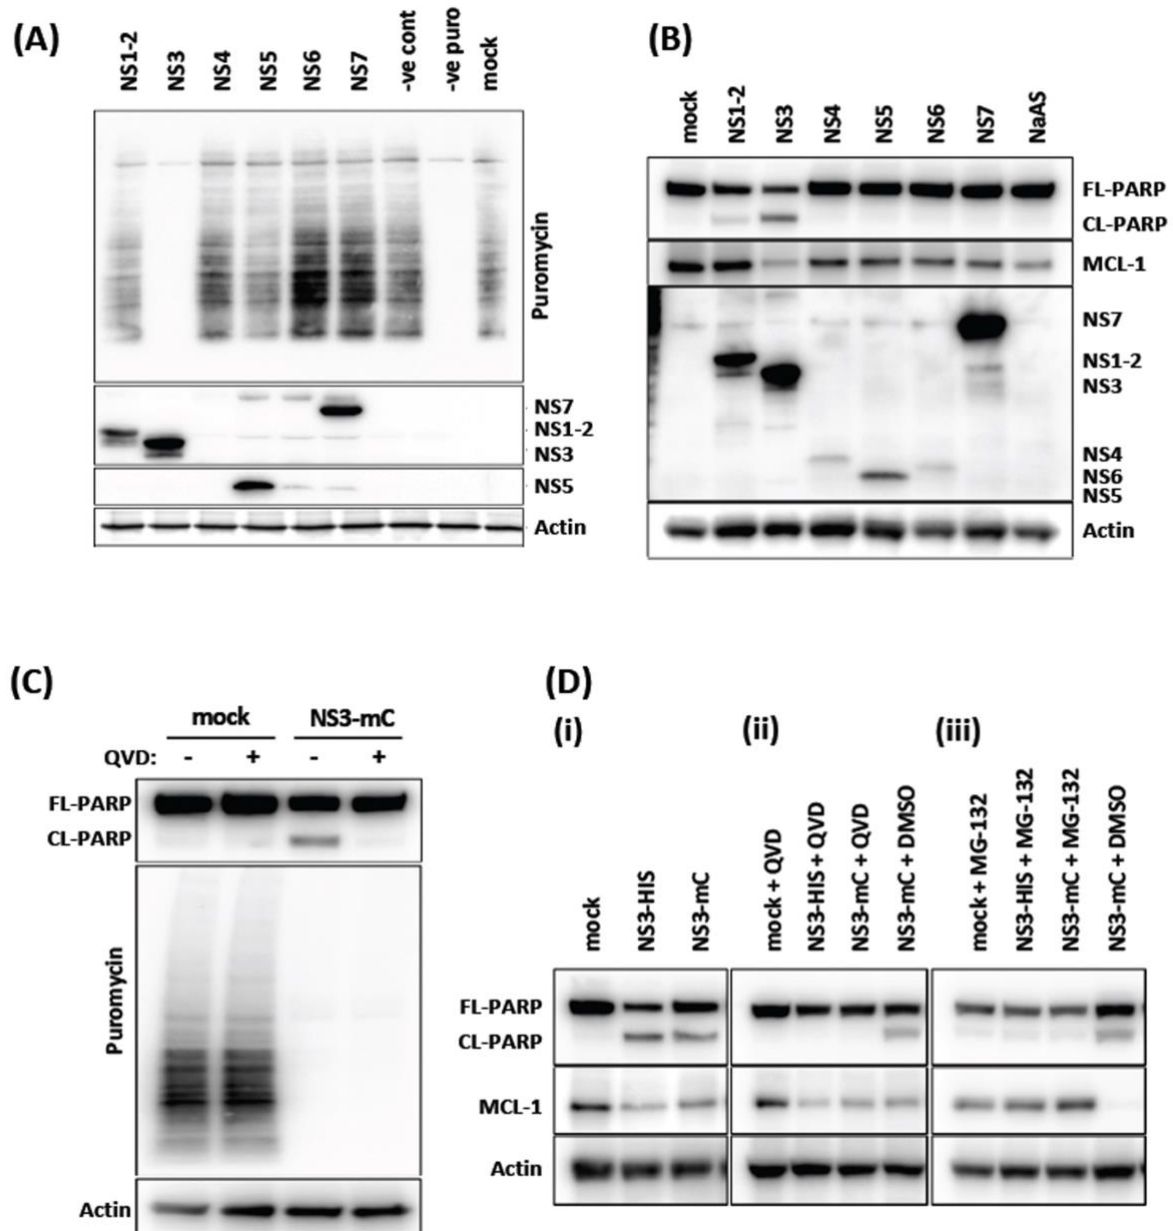 (A)
NS1-2
NS3
NS4
NS5
NS6
NS7
-ve cont
-ve puro
mock
Puromycin
NS7
NS1-2
NS3
NS5
Actin
(B)
mock
NS1-2
NS3
NS4
NS5
NS6
NS7
NaAS
FL-PARP
CL-PARP
MCL-1
NS7
NS1-2
NS3
NS4
NS6
NS5
Actin
(C)
mock NS3-mC
QVD: - + - +
FL-PARP
CL-PARP
Puromycin
Actin
(D)
(i)
mock
NS3-HIS
NS3-mC
(ii)
mock + QVD
NS3-HIS + QVD
NS3-mC + QVD
NS3-mC + DMSO
(iii)
mock + MG-132
NS3-HIS + MG-132
NS3-mC + MG-132
NS3-mC + DMSO
FL-PARP
CL-PARP
MCL-1
Actin